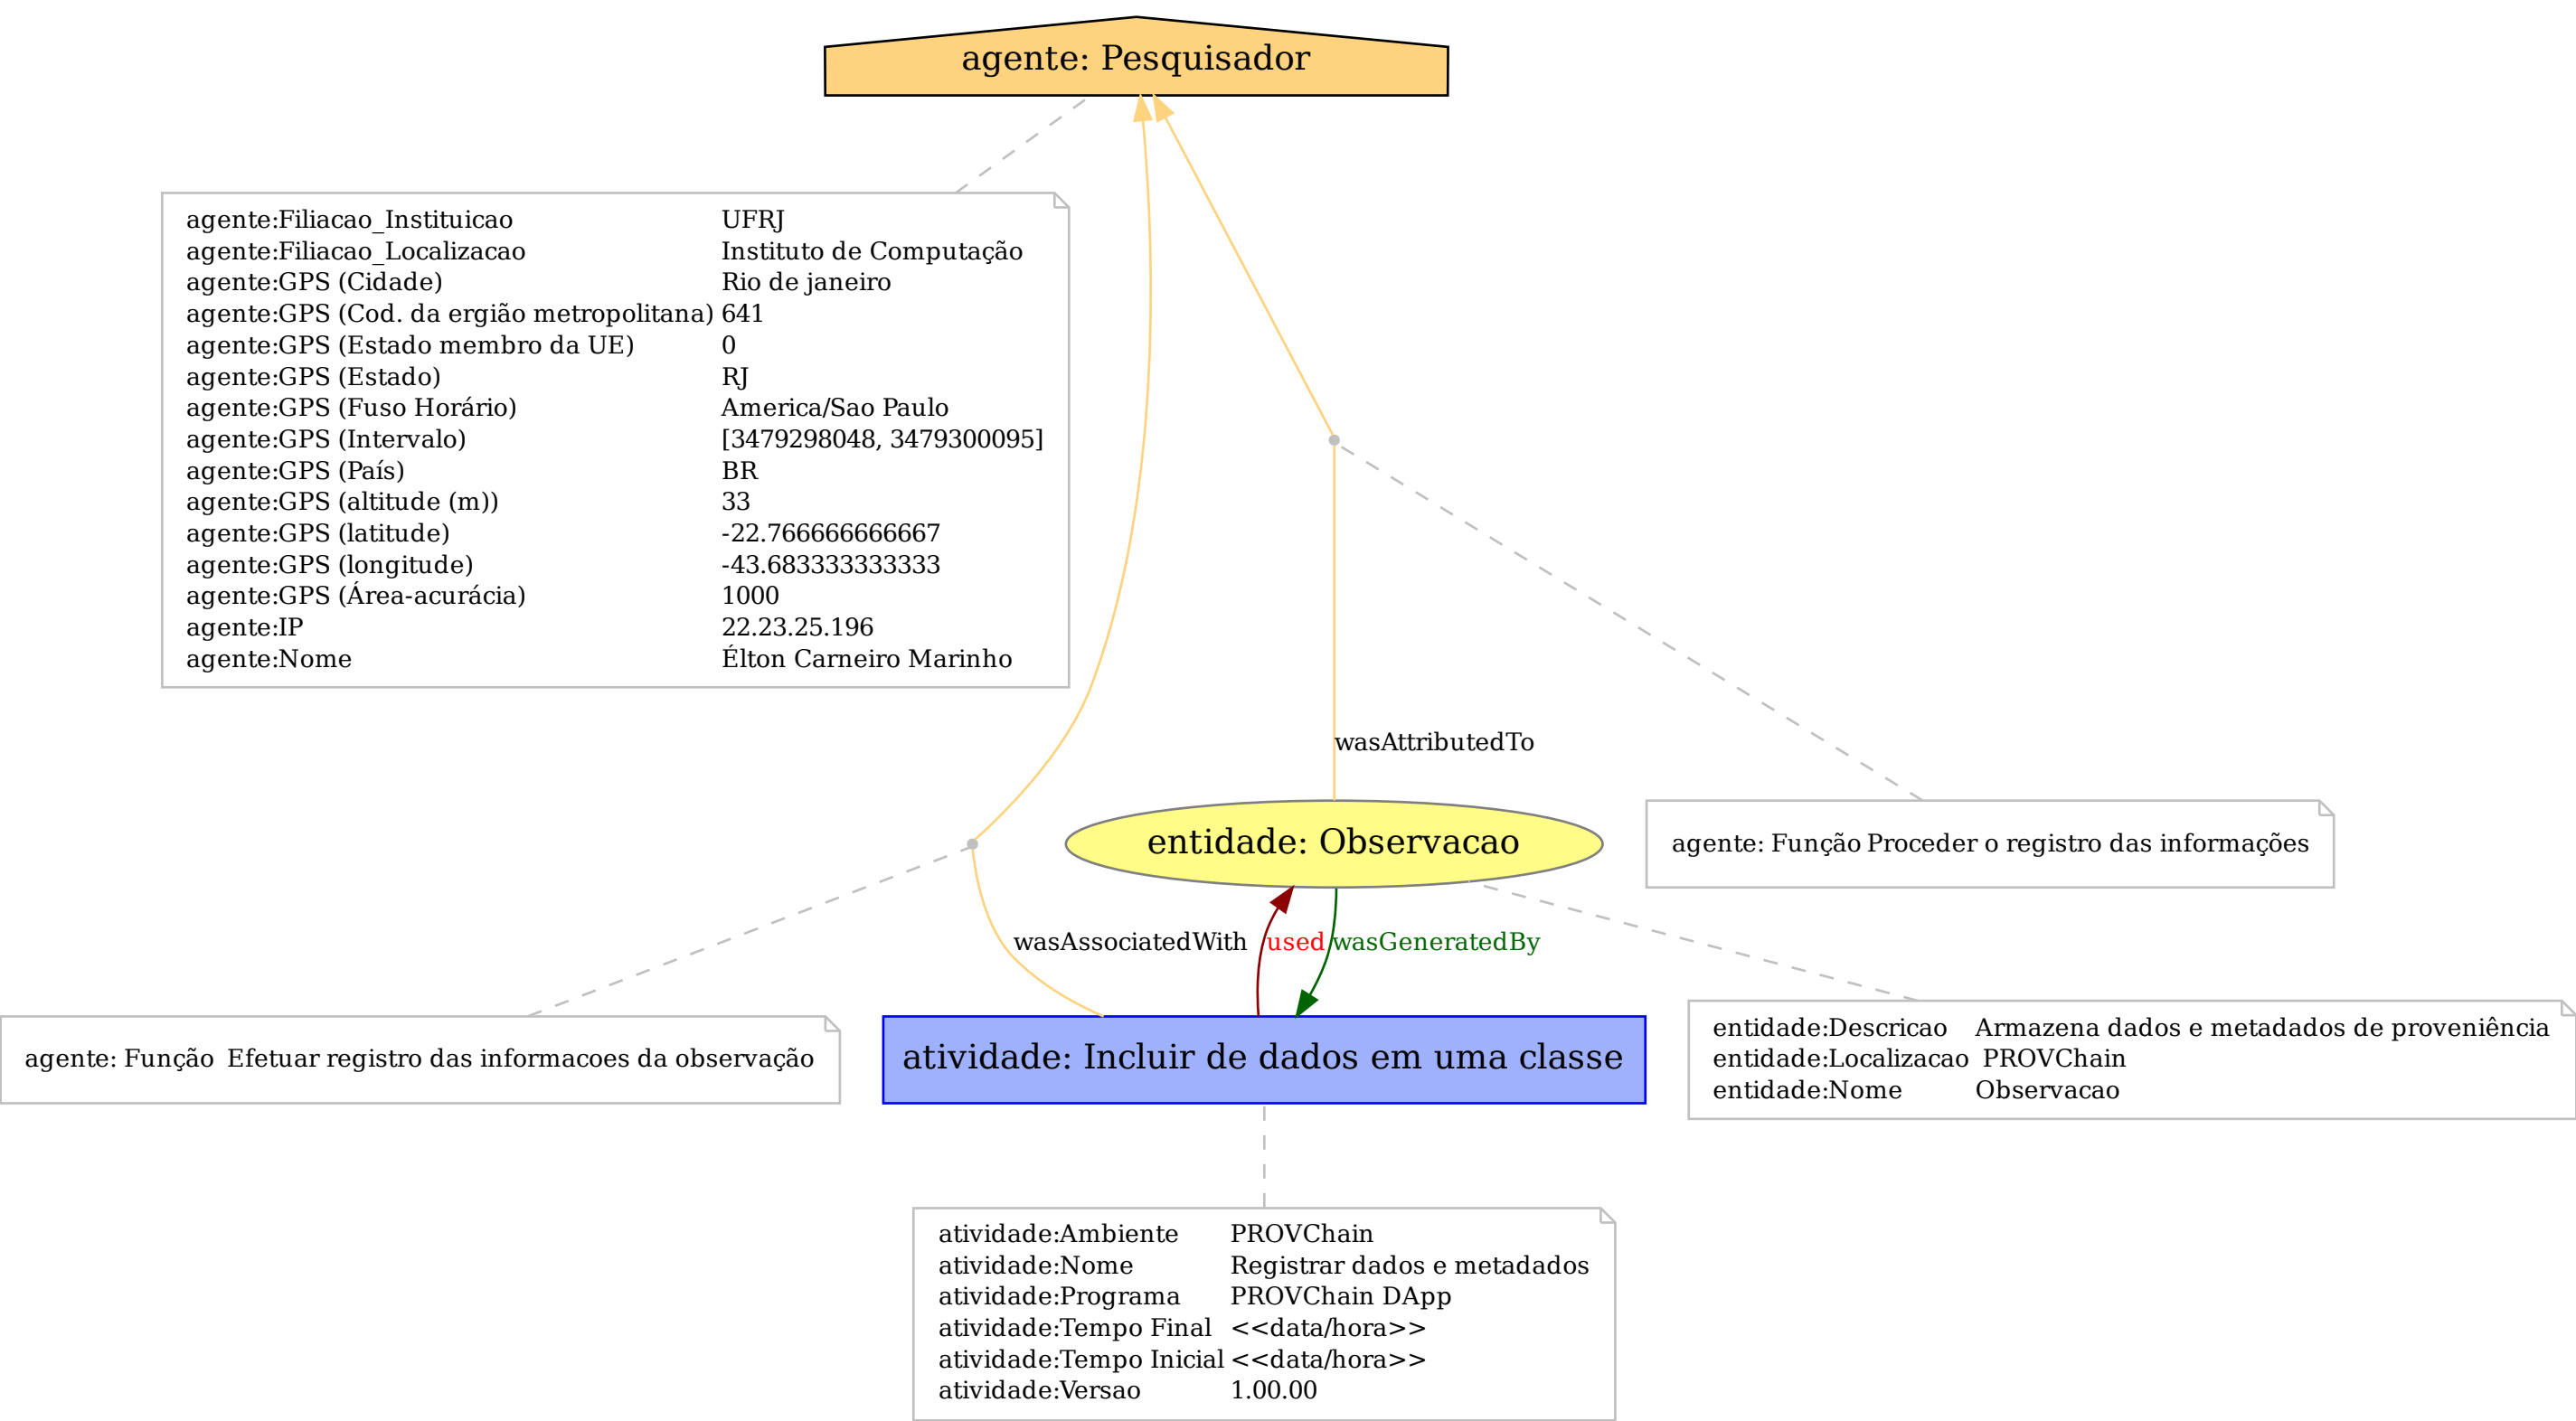 agente: Pesquisador
agente:Filiacao_Instituicao UFRJ
agente:Filiacao_Localizacao Instituto de Computação
agente:GPS (Cidade) Rio de janeiro
agente:GPS (Cod. da ergião metropolitana) 641
agente:GPS (Estado membro da UE) 0
agente:GPS (Estado) RJ
agente:GPS (Fuso Horário) America/Sao Paulo
agente:GPS (Intervalo) [3479298048, 3479300095]
agente:GPS (País) BR
agente:GPS (altitude (m)) 33
agente:GPS (latitude) -22.766666666667
agente:GPS (longitude) -43.683333333333
agente:GPS (Área-acurácia) 1000
agente:IP 22.23.25.196
agente:Nome Élton Carneiro Marinho
wasAttributedTo
entidade: Observacao
agente: Função Proceder o registro das informações
wasAssociatedWith
used
wasGeneratedBy
agente: Função Efetuar registro das informacoes da observação
atividade: Incluir de dados em uma classe
entidade:Descricao Armazena dados e metadados de proveniência
entidade:Localizacao PROVChain
entidade:Nome Observacao
atividade:Ambiente PROVChain
atividade:Nome Registrar dados e metadados
atividade:Programa PROVChain DApp
atividade:Tempo Final <<data/hora>>
atividade:Tempo Inicial <<data/hora>>
atividade:Versao 1.00.00